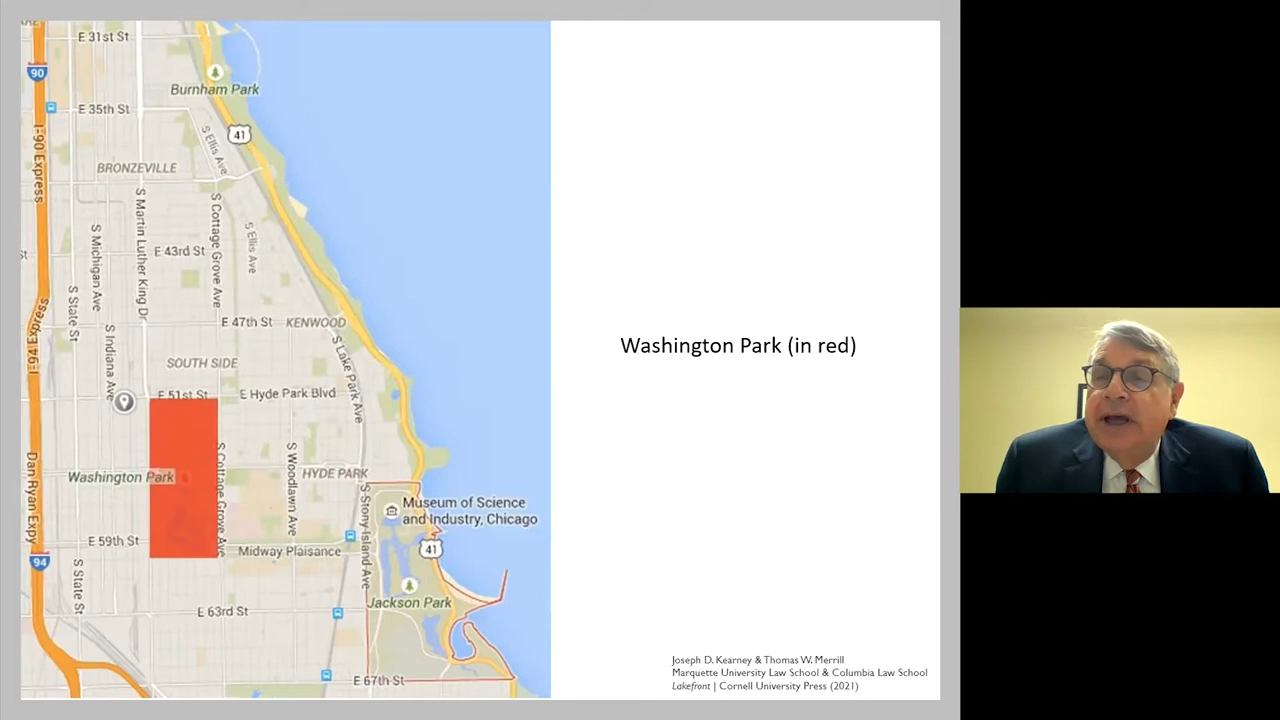 E 31st St
90
Burnham Park
E 35th St
41
S Ellis Ave
I-90 Express
BRONZEVILLE
S Martin Luther King Dr
S Cottage Grove Ave
S Michigan Ave
S Ellis Ave
E 43rd St
St
S State St
I-94 Express
E 47th St
KENWOOD
S Indiana Ave
S Lake Park Ave
SOUTH SIDE
E 51st St
E Hyde Park Blvd
Washington Park (in red)
Dan Ryan Expy
Washington Park
S Cottage Grove Ave
S Woodlawn Ave
HYDE PARK
S Stony Island Ave
Museum of Science
and Industry, Chicago
E 59th St
Midway Plaisance
41
94
S State St
Jackson Park
E 63rd St
E 67th St
Joseph D. Kearney & Thomas W. Merrill
Marquette University Law School & Columbia Law School
Lakefront | Cornell University Press (2021)